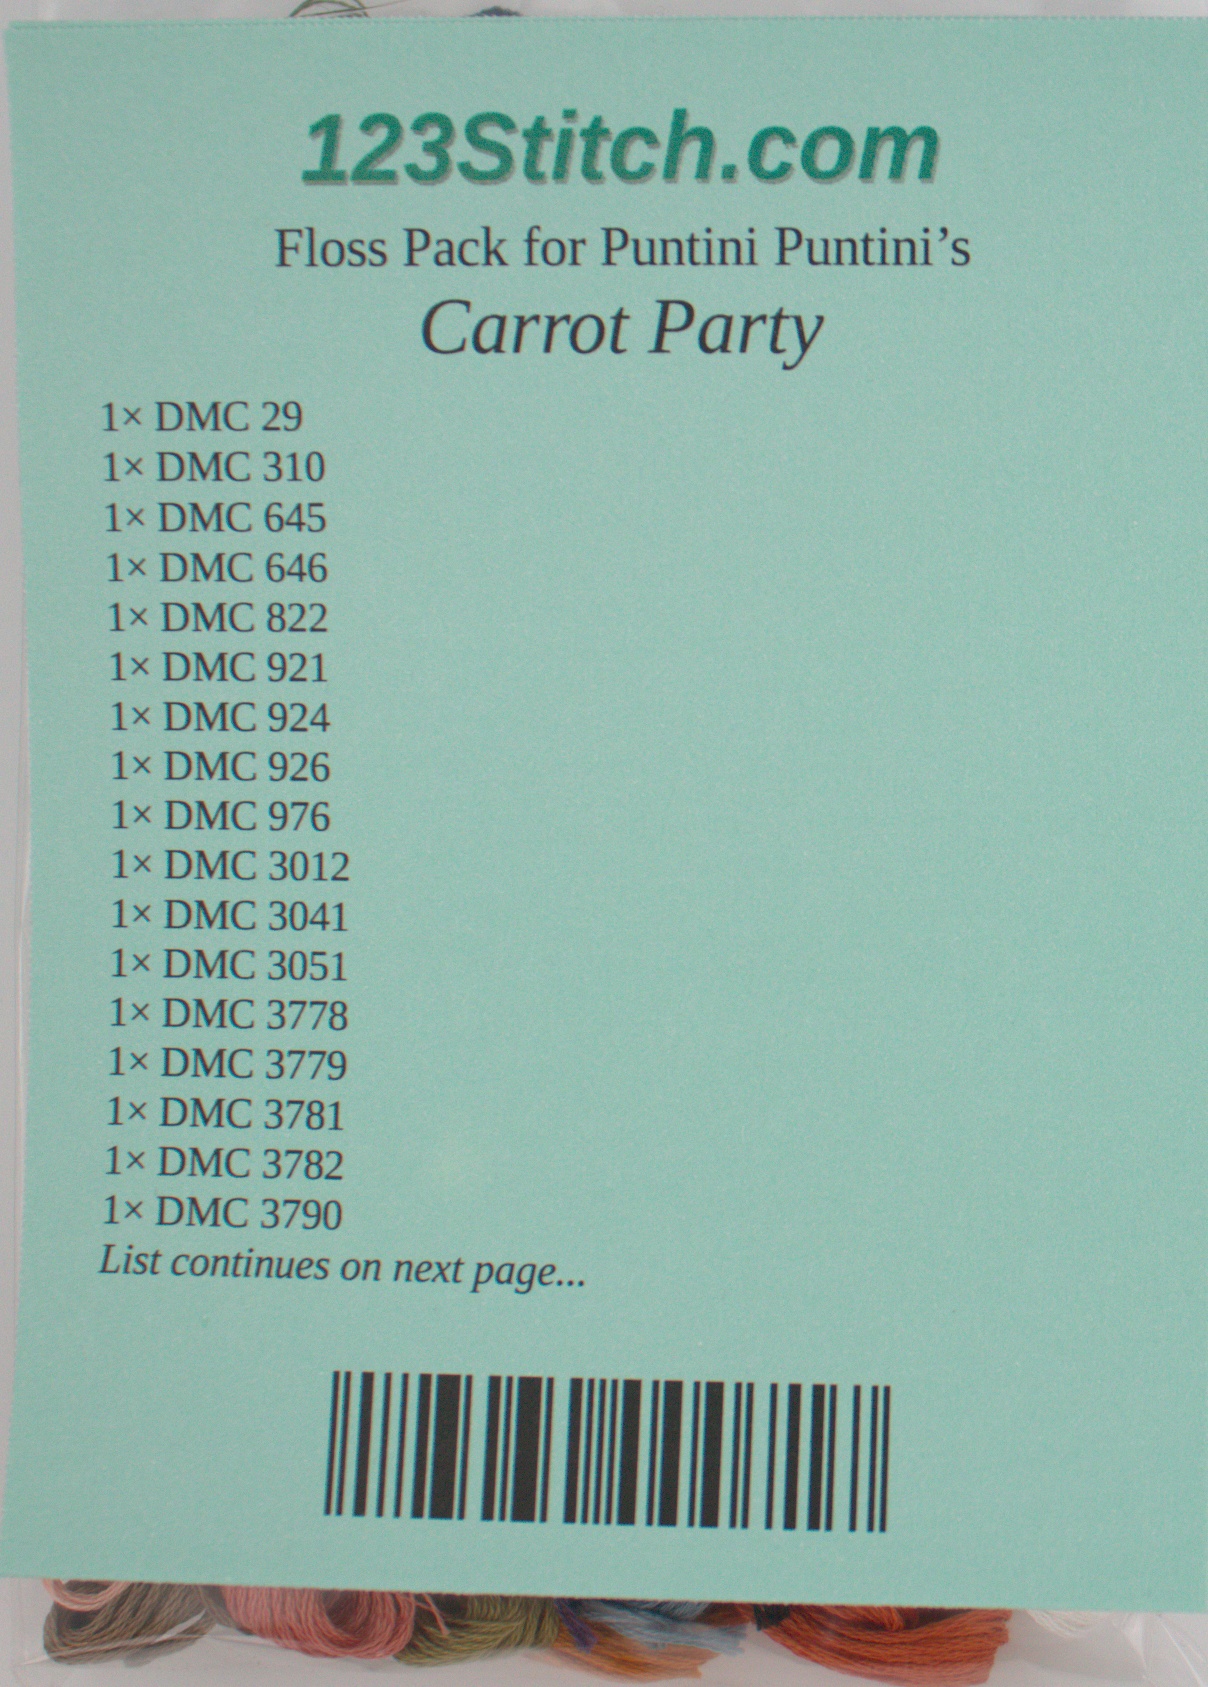 123Stitch.com
Floss Pack for Puntini Puntini’s
Carrot Party
1× DMC 29
1× DMC 310
1× DMC 645
1× DMC 646
1× DMC 822
1× DMC 921
1× DMC 924
1× DMC 926
1× DMC 976
1× DMC 3012
1× DMC 3041
1× DMC 3051
1× DMC 3778
1× DMC 3779
1× DMC 3781
1× DMC 3782
1× DMC 3790
List continues on next page...